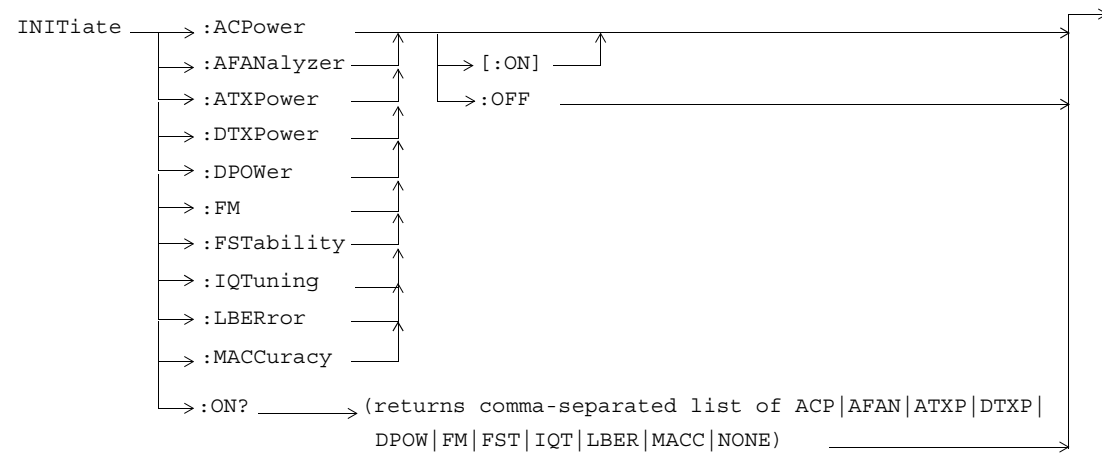 INITiate :ACPower
:AFANalyzer [:ON]
:ATXPower :OFF
:DTXPower
:DPOWer
:FM
:FSTability
:IQTuning
:LBERror
:MACCuracy
:ON? (returns comma-separated list of ACP|AFAN|ATXP|DTXP|
DPOW|FM|FST|IQT|LBER|MACC|NONE)